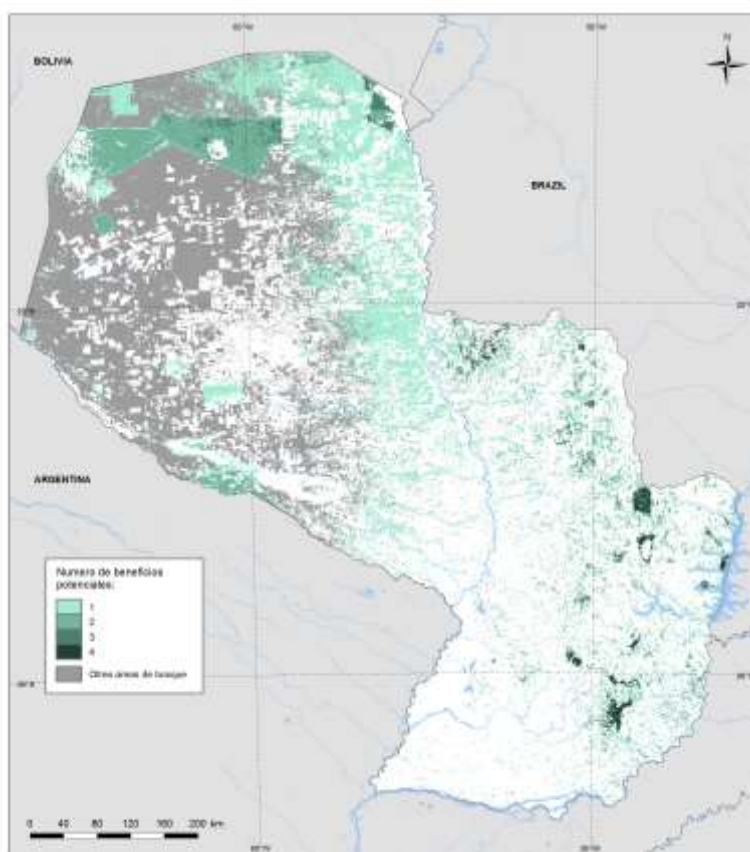 60°W
BOLIVIA
N
BRAZIL
ARGENTINA
Numero de beneficios
potenciales:
1
2
3
4
Otras areas de bosque
0 40 80 120 160 200 km